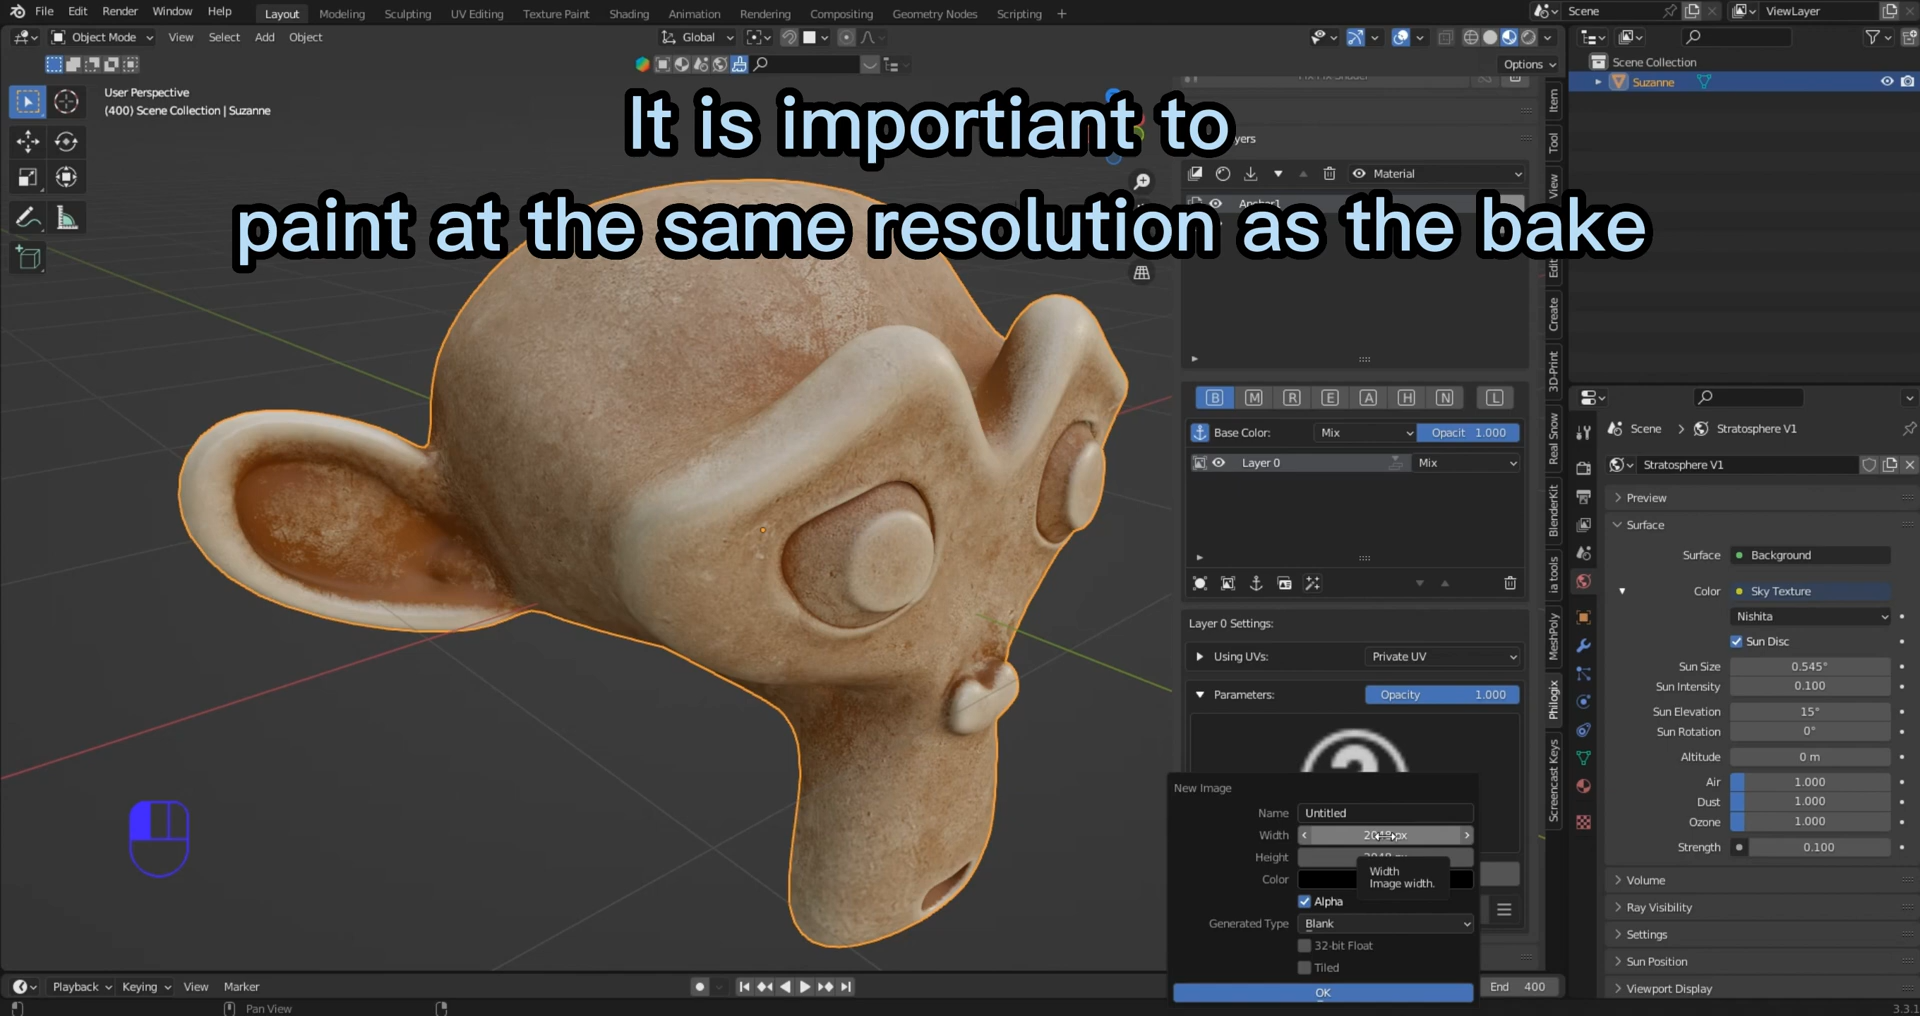 File Edit Render Window Help Layout Modeling Sculpting UV Editing Texture Paint Shading Animation Rendering Compositing Geometry Nodes Scripting + Scene ViewLayer
Object Mode View Select Add Object Global
Options
User Perspective
(400) Scene Collection | Suzanne
It is importiant to
paint at the same resolution as the bake
Material
Base Color: Mix Opacit 1.000
B M R E A H N L
Layer 0 Mix
Layer 0 Settings:
Using UVs: Private UV
Parameters: Opacity 1.000
New Image
Name Untitled
Width
Height
Width
Image width.
Color
Alpha
Generated Type Blank
32-bit Float
Tiled
OK
Item
Tool
View
Edit
Create
3D-Print
Real Snow
BlenderKit
ia tools
MeshPoly
Philogix
Screencast Keys
Scene Collection
Suzanne
Scene > Stratosphere V1
Stratosphere V1
Preview
Surface
Surface Background
Color Sky Texture
Nishita
Sun Disc
Sun Size 0.545°
Sun Intensity 0.100
Sun Elevation 15°
Sun Rotation 0°
Altitude 0 m
Air 1.000
Dust 1.000
Ozone 1.000
Strength 0.100
Volume
Ray Visibility
Settings
Sun Position
Viewport Display
Playback Keying View Marker
End 400
Pan View
3.3.1